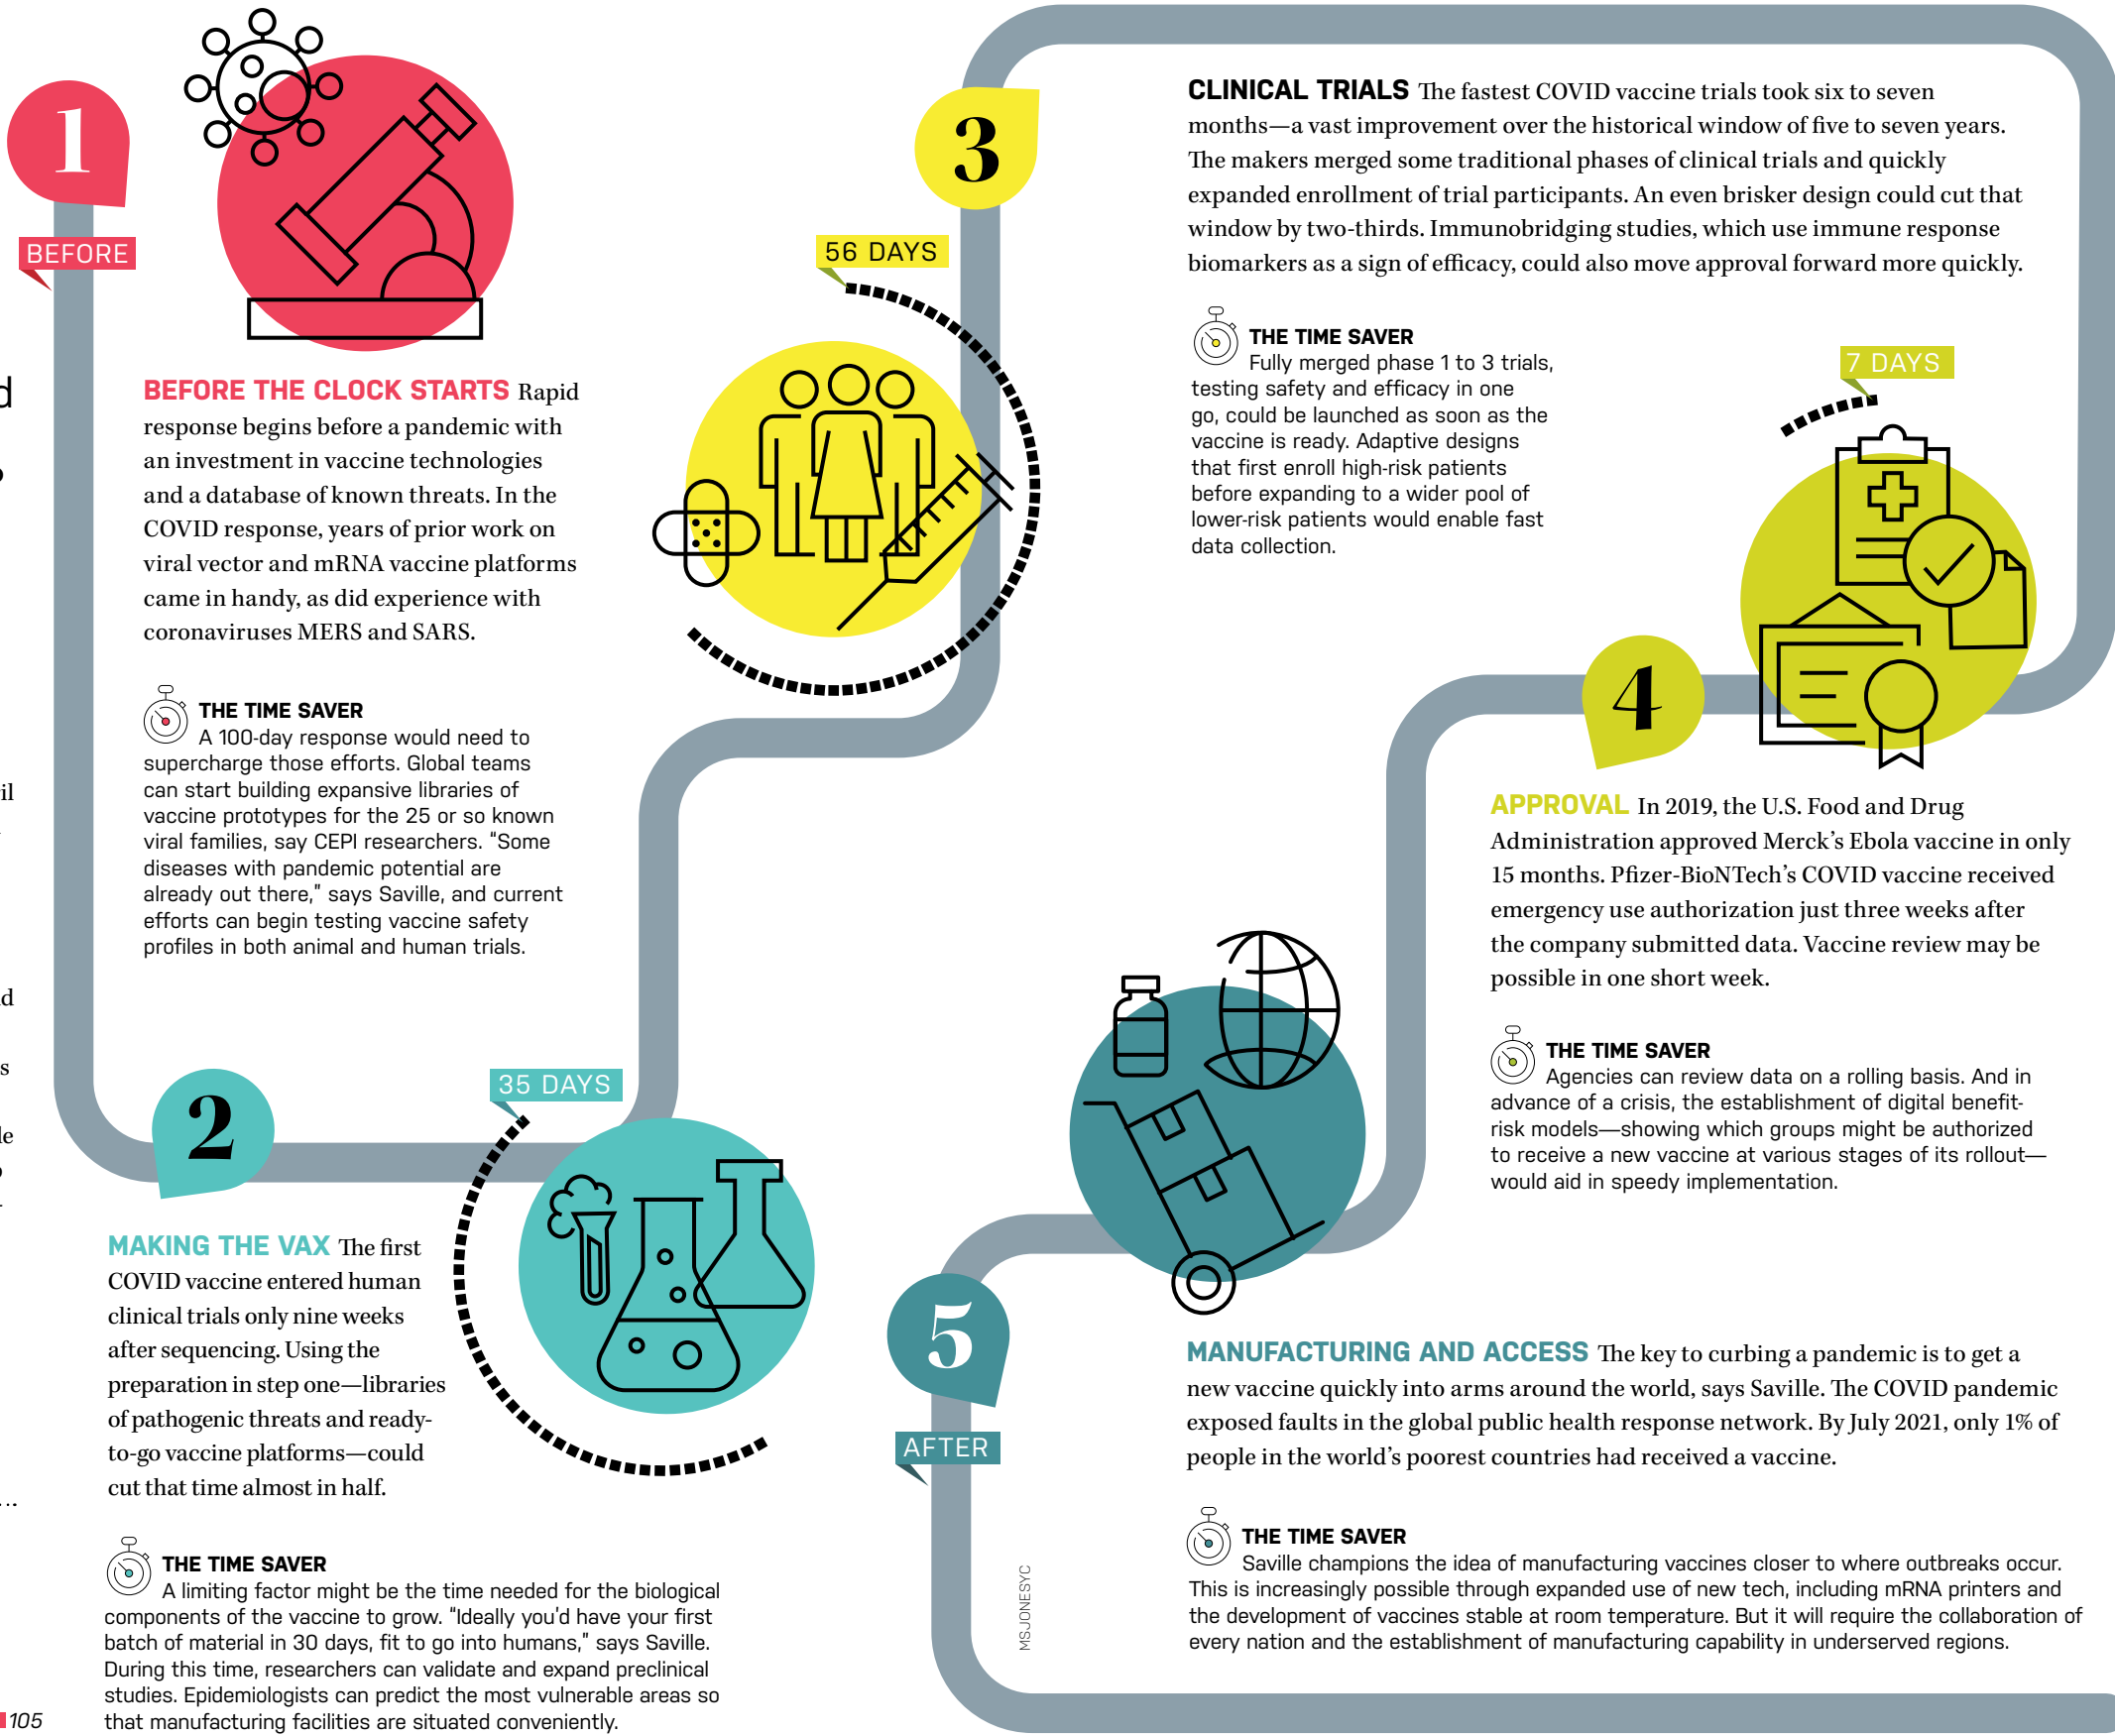 1
BEFORE
BEFORE THE CLOCK STARTS Rapid
response begins before a pandemic with
an investment in vaccine technologies
and a database of known threats. In the
COVID response, years of prior work on
viral vector and mRNA vaccine platforms
came in handy, as did experience with
coronaviruses MERS and SARS.
THE TIME SAVER
A 100-day response would need to
supercharge those efforts. Global teams
can start building expansive libraries of
vaccine prototypes for the 25 or so known
viral families, say CEPI researchers. “Some
diseases with pandemic potential are
already out there,” says Saville, and current
efforts can begin testing vaccine safety
profiles in both animal and human trials.
2
35 DAYS
MAKING THE VAX The first
COVID vaccine entered human
clinical trials only nine weeks
after sequencing. Using the
preparation in step one—libraries
of pathogenic threats and ready-
to-go vaccine platforms—could
cut that time almost in half.
THE TIME SAVER
A limiting factor might be the time needed for the biological
components of the vaccine to grow. “Ideally you’d have your first
batch of material in 30 days, fit to go into humans,” says Saville.
During this time, researchers can validate and expand preclinical
studies. Epidemiologists can predict the most vulnerable areas so
that manufacturing facilities are situated conveniently.
3
56 DAYS
CLINICAL TRIALS The fastest COVID vaccine trials took six to seven
months—a vast improvement over the historical window of five to seven years.
The makers merged some traditional phases of clinical trials and quickly
expanded enrollment of trial participants. An even brisker design could cut that
window by two-thirds. Immunobridging studies, which use immune response
biomarkers as a sign of efficacy, could also move approval forward more quickly.
THE TIME SAVER
Fully merged phase 1 to 3 trials,
testing safety and efficacy in one
go, could be launched as soon as the
vaccine is ready. Adaptive designs
that first enroll high-risk patients
before expanding to a wider pool of
lower-risk patients would enable fast
data collection.
7 DAYS
4
APPROVAL In 2019, the U.S. Food and Drug
Administration approved Merck’s Ebola vaccine in only
15 months. Pfizer-BioNTech’s COVID vaccine received
emergency use authorization just three weeks after
the company submitted data. Vaccine review may be
possible in one short week.
THE TIME SAVER
Agencies can review data on a rolling basis. And in
advance of a crisis, the establishment of digital benefit-
risk models—showing which groups might be authorized
to receive a new vaccine at various stages of its rollout—
would aid in speedy implementation.
5
AFTER
MANUFACTURING AND ACCESS The key to curbing a pandemic is to get a
new vaccine quickly into arms around the world, says Saville. The COVID pandemic
exposed faults in the global public health response network. By July 2021, only 1% of
people in the world’s poorest countries had received a vaccine.
THE TIME SAVER
Saville champions the idea of manufacturing vaccines closer to where outbreaks occur.
This is increasingly possible through expanded use of new tech, including mRNA printers and
the development of vaccines stable at room temperature. But it will require the collaboration of
every nation and the establishment of manufacturing capability in underserved regions.
MSJONESYC
105